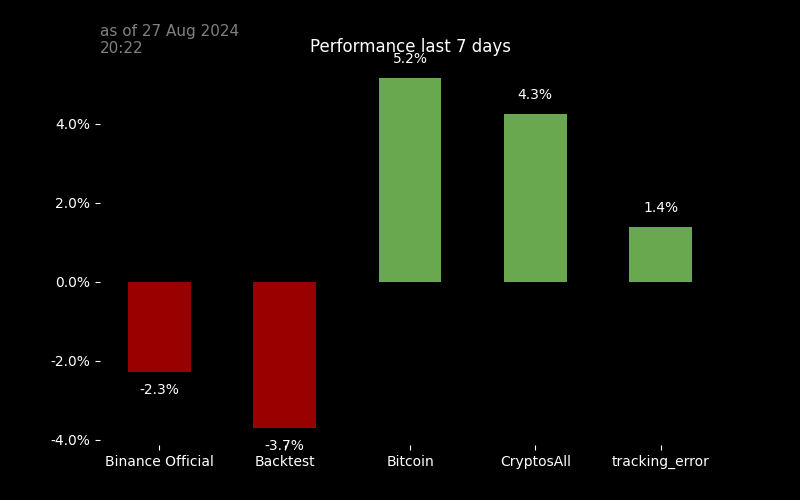 as of 27 Aug 2024
20:22
Performance last 7 days
5.2%
4.3%
4.0%
2.0%
1.4%
0.0%
-2.0%
-2.3%
-3.7%
-4.0%
Binance Official
Backtest
Bitcoin
CryptosAll
tracking_error